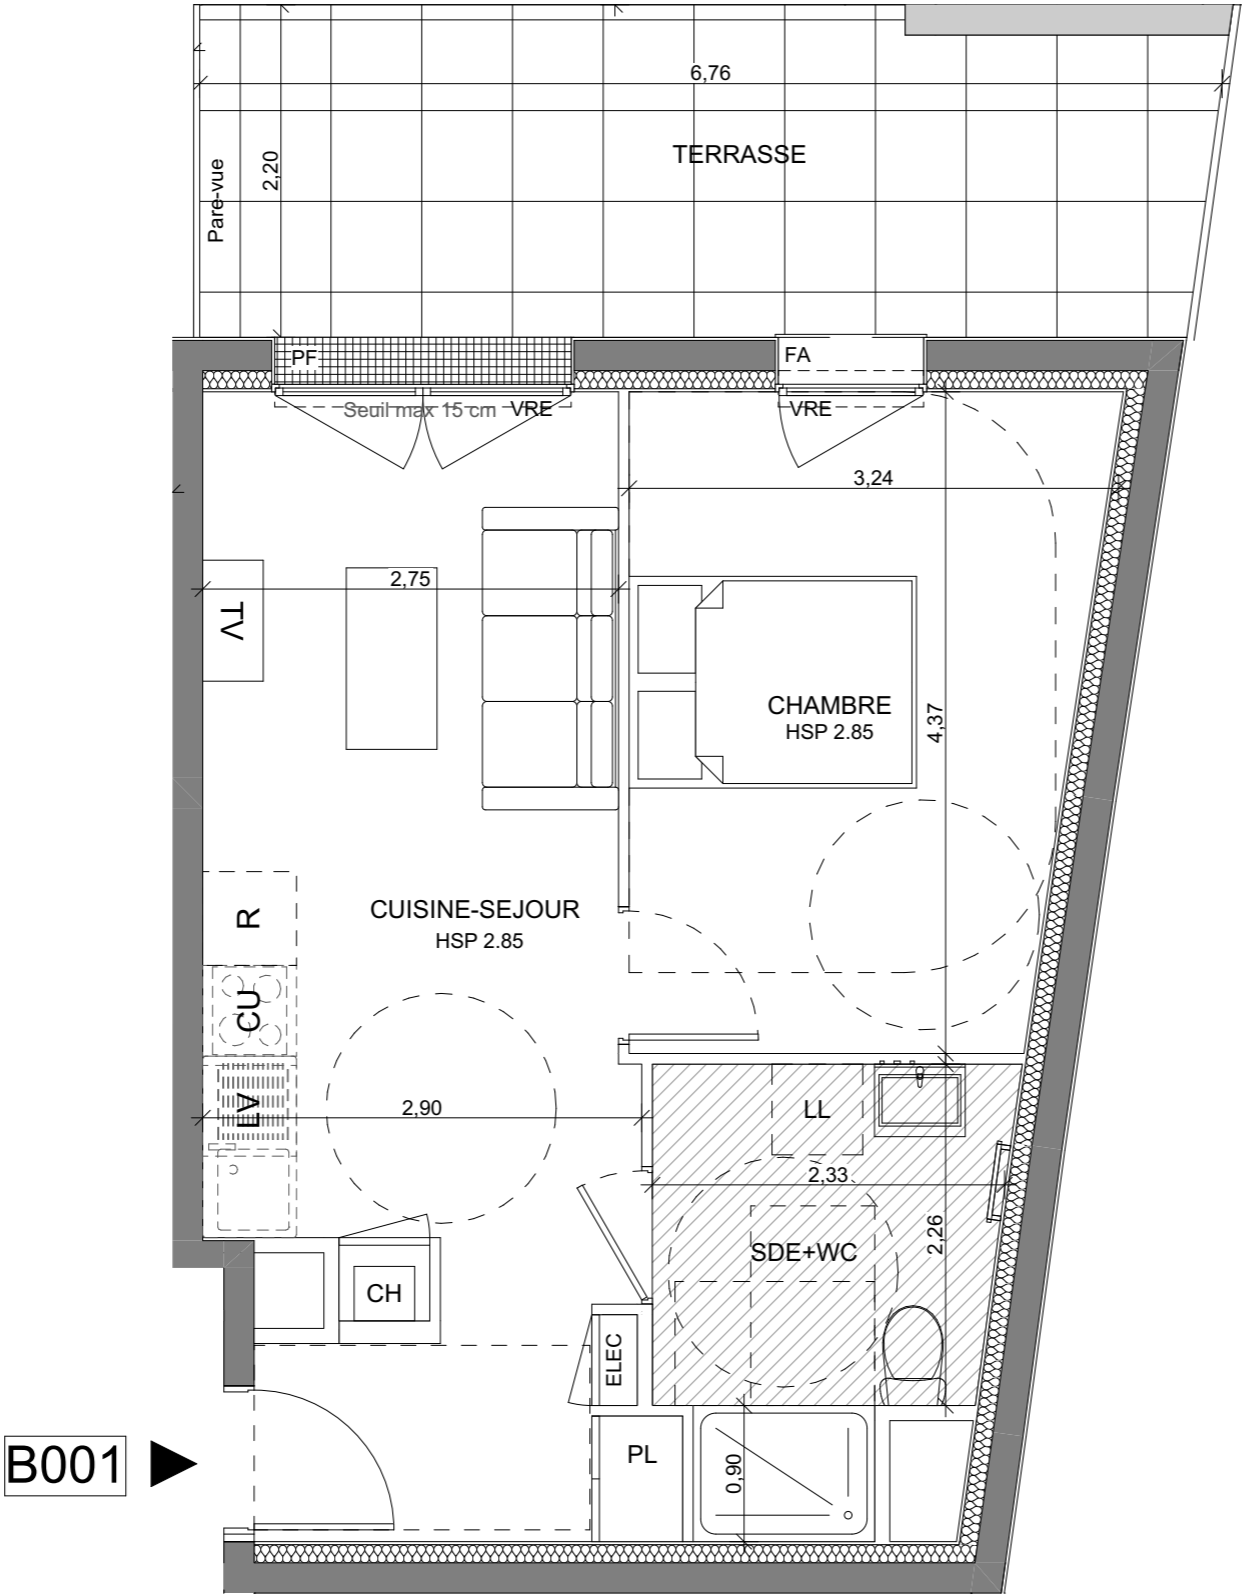 6,76
TERRASSE
2,20
Pare-vue
PF
FA
Seuil max 15 cm
VRE
VRE
3,24
2,75
TV
CHAMBRE
HSP 2.85
4,37
R
CUISINE-SEJOUR
HSP 2.85
CU
LV
2,90
LL
2,33
2,26
SDE+WC
CH
ELEC
PL
0,90
B001